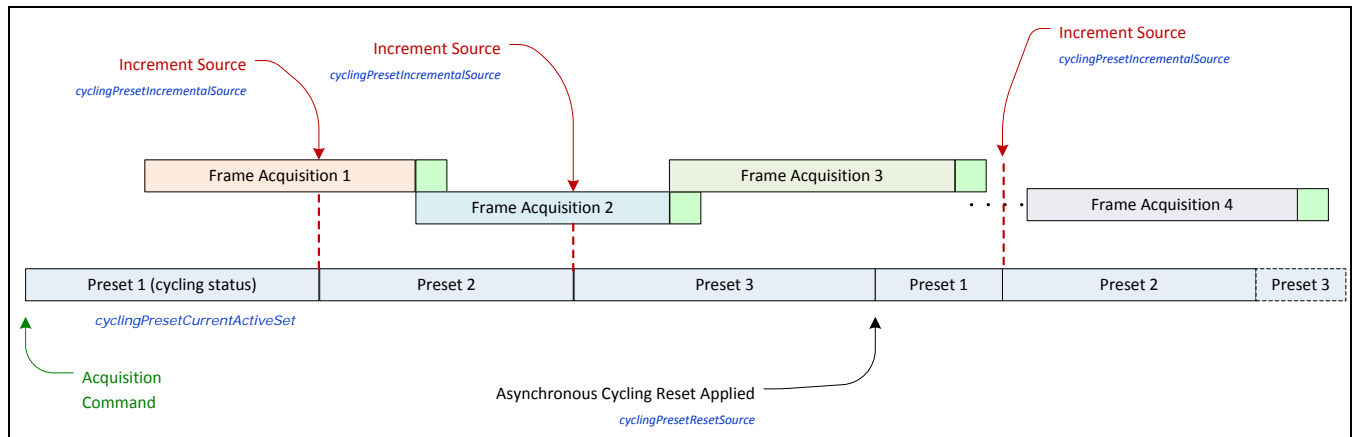 Increment Source
cyclingPresetIncrementalSource
Increment Source
cyclingPresetIncrementalSource
Increment Source
cyclingPresetIncrementalSource
Frame Acquisition 1
Frame Acquisition 2
Frame Acquisition 3
Frame Acquisition 4
Preset 1 (cycling status)
Preset 2
Preset 3
Preset 1
Preset 2
Preset 3
cyclingPresetCurrentActiveSet
Acquisition
Command
Asynchronous Cycling Reset Applied
cyclingPresetResetSource